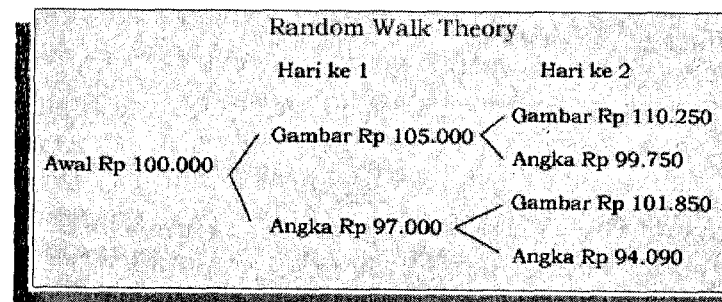 Random Walk Theory
Hari ke 1 Hari ke 2
Gambar Rp 110.250
Gambar Rp 105.000
Angka Rp 99.750
Awal Rp 100.000
Gambar Rp 101.850
Angka Rp 97.000
Angka Rp 94.090